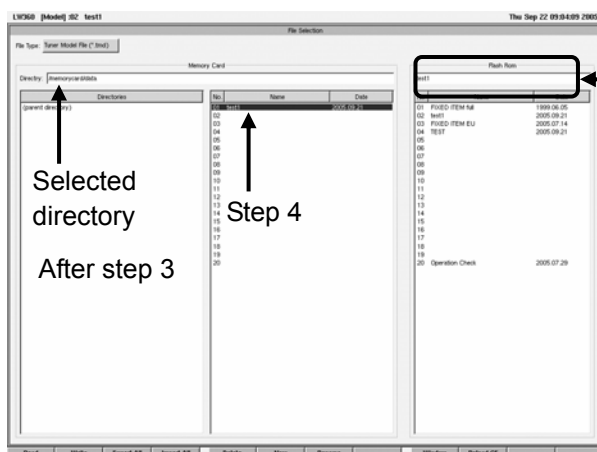 LW360 [Model] :02 test1 Thu Sep 22 09:04:09 2005
File Selection
File Type: Tuner Model File (*.tmd)
Memory Card
Flash Rom
Directry: /memorycard/data
test1
Directories
No. Name Date
(parent directory)
01 test1 2005.09.21
02
03
04
05
06
07
08
09
10
11
12
13
14
15
16
17
18
19
20
01 FIXED ITEM full 1999.06.05
02 test1 2005.09.21
03 FIXED ITEM EU 2005.07.14
04 TEST 2005.09.21
05
06
07
08
09
10
11
12
13
14
15
16
17
18
19
20 Operation Check 2005.07.29
Selected
directory
After step 3
Step 4